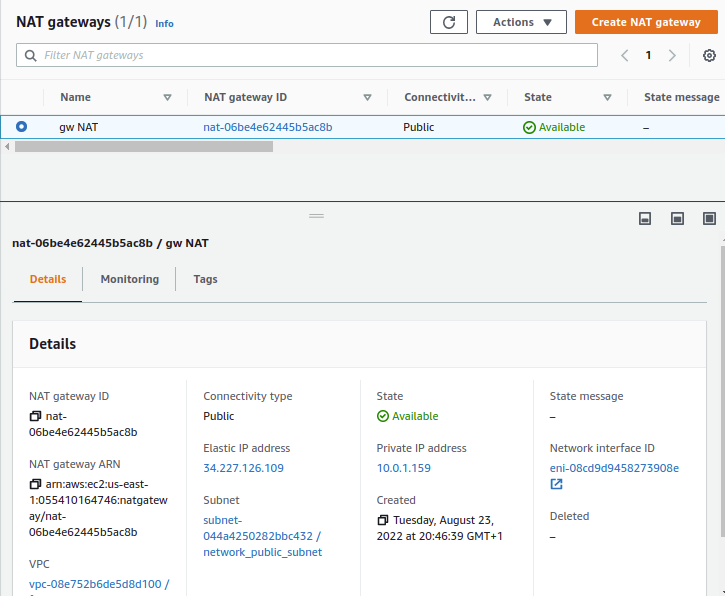 NAT gateways (1/1) Info
Actions
Create NAT gateway
Filter NAT gateways
1
Name NAT gateway ID Connectivit... State State message
gw NAT nat-06be4e62445b5ac8b Public Available –
nat-06be4e62445b5ac8b / gw NAT
Details Monitoring Tags
Details
NAT gateway ID
nat-
06be4e62445b5ac8b
NAT gateway ARN
arn:aws:ec2:us-east-
1:055410164746:natgatew
ay/nat-
06be4e62445b5ac8b
VPC
vpc-08e752b6de5d8d100 /
Connectivity type
Public
Elastic IP address
34.227.126.109
Subnet
subnet-
044a4250282bbc432 /
network_public_subnet
State
Available
Private IP address
10.0.1.159
Created
Tuesday, August 23,
2022 at 20:46:39 GMT+1
State message
–
Network interface ID
eni-08cd9d9458273908e
Deleted
–